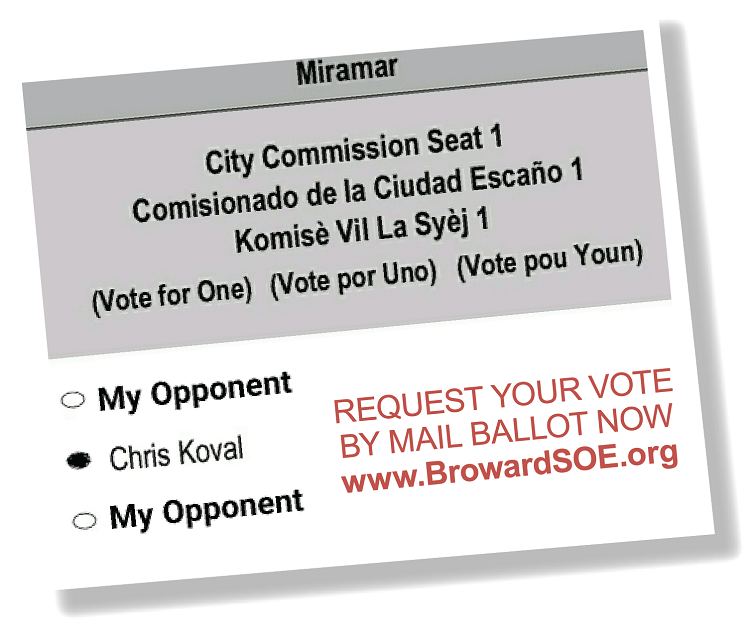 Miramar
City Commission Seat 1
Comisionado de la Ciudad Escaño 1
Komisè Vil La Syèj 1
(Vote for One) (Vote por Uno) (Vote pou Youn)
My Opponent
Chris Koval
My Opponent
REQUEST YOUR VOTE
BY MAIL BALLOT NOW
www.BrowardSOE.org